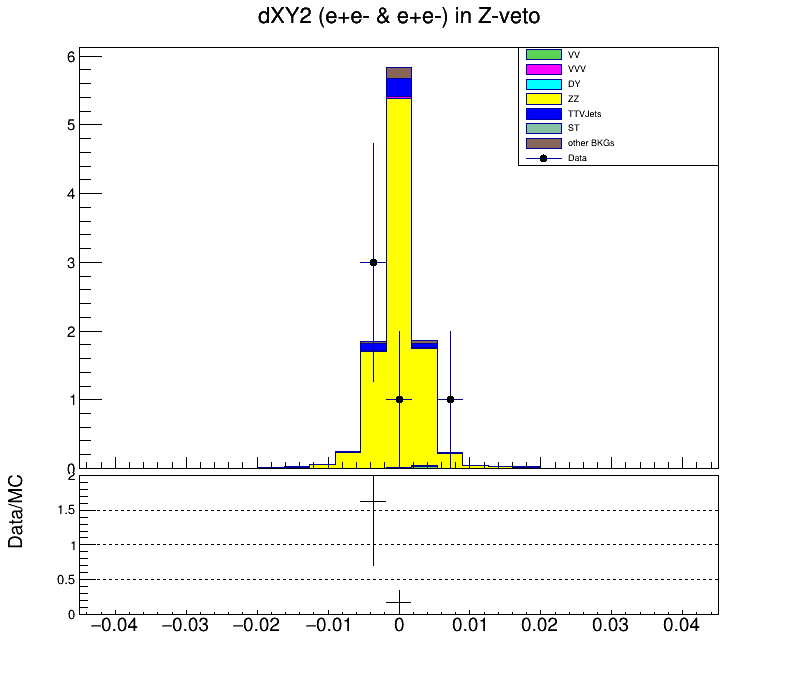 dXY2 (e+e- & e+e-) in Z-veto
VV
VVV
DY
ZZ
TTVJets
ST
other BKGs
Data
6
5
4
3
2
1
0
Data/MC
2
1.5
1
0.5
0
−0.04 −0.03 −0.02 −0.01 0 0.01 0.02 0.03 0.04